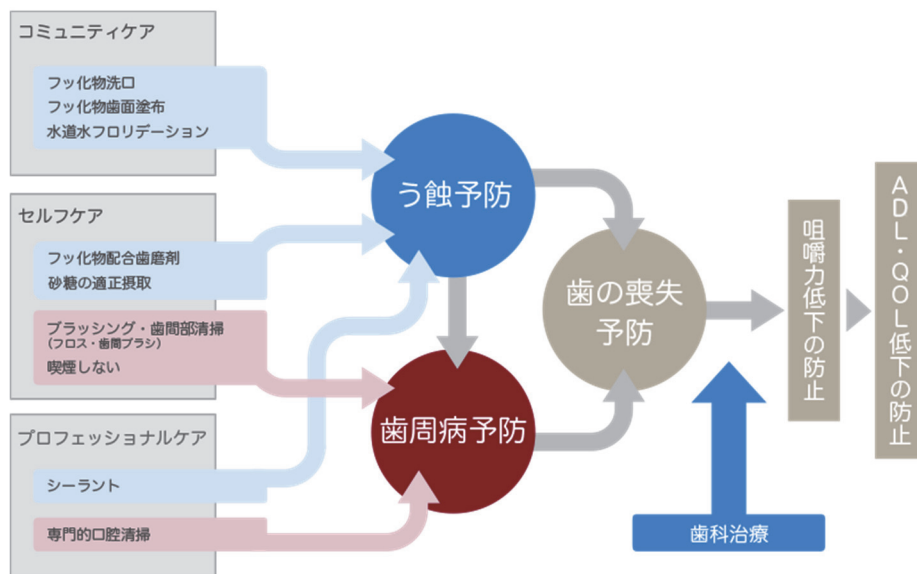 コミュニティケア
フッ化物洗口
フッ化物歯面塗布
水道水フロリデーション
セルフケア
フッ化物配合歯磨剤
砂糖の適正摂取
ブラッシング・歯間部清掃
(フロス・歯間ブラシ)
喫煙しない
プロフェッショナルケア
シーラント
専門的口腔清掃
う蝕予防
歯周病予防
歯の喪失
予防
歯科治療
咀嚼力低下の防止
ADL・QOL低下の防止